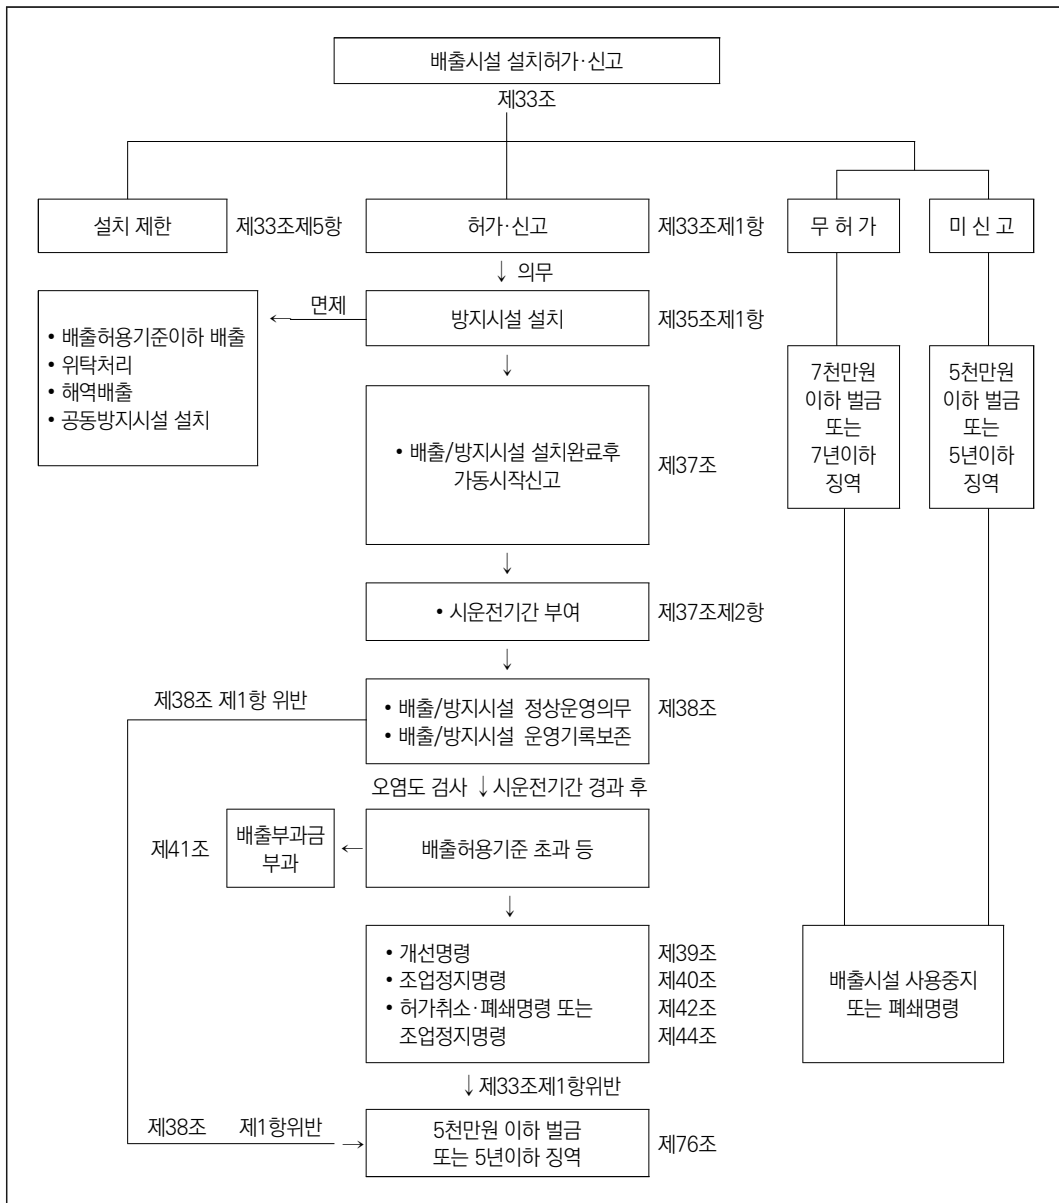 배출시설 설치허가·신고
제33조
설치 제한
제33조제5항
허가·신고
제33조제1항
무 허 가
미 신 고
↓ 의무
면제
• 배출허용기준이하 배출
• 위탁처리
• 해역배출
• 공동방지시설 설치
방지시설 설치
제35조제1항
7천만원
이하 벌금
또는
7년이하
징역
5천만원
이하 벌금
또는
5년이하
징역
• 배출/방지시설 설치완료후
가동시작신고
제37조
• 시운전기간 부여
제37조제2항
제38조 제1항 위반
• 배출/방지시설 정상운영의무
• 배출/방지시설 운영기록보존
제38조
오염도 검사 ↓ 시운전기간 경과 후
제41조
배출부과금
부과
배출허용기준 초과 등
• 개선명령
• 조업정지명령
• 허가취소·폐쇄명령 또는
조업정지명령
제39조
제40조
제42조
제44조
배출시설 사용중지
또는 폐쇄명령
↓ 제33조제1항위반
제38조 제1항위반
5천만원 이하 벌금
또는 5년이하 징역
제76조